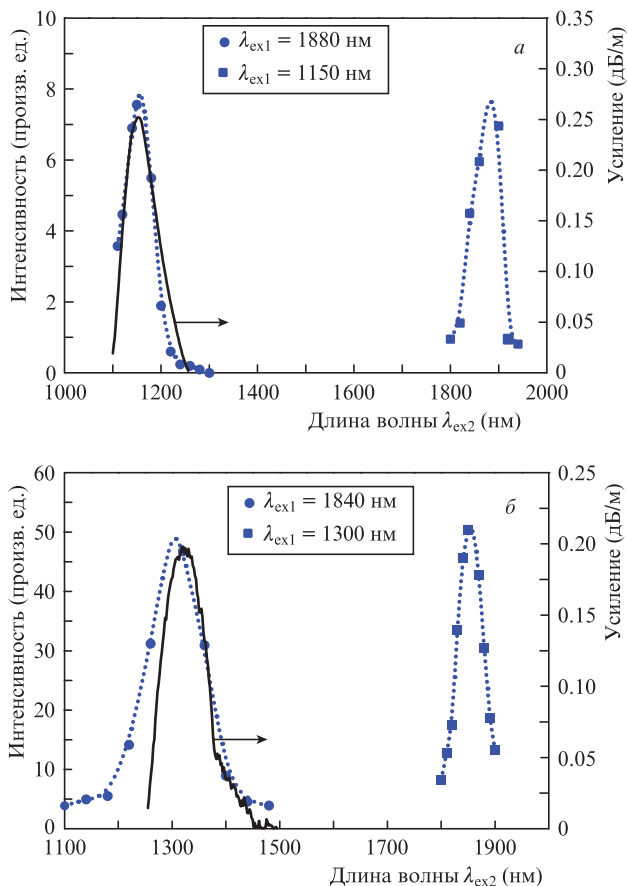 10
8
6
4
2
0
Интенсивность (произв. ед.)
λex1 = 1880 нм
λex1 = 1150 нм
а
0.35
0.30
0.25
0.20
0.15
0.10
0.05
0
Усиление (дБ/м)
1000 1200 1400 1600 1800 2000
Длина волны λex2 (нм)
60
50
40
30
20
10
0
Интенсивность (произв. ед.)
λex1 = 1840 нм
λex1 = 1300 нм
б
0.25
0.20
0.15
0.10
0.05
0
Усиление (дБ/м)
1100 1300 1500 1700 1900
Длина волны λex2 (нм)